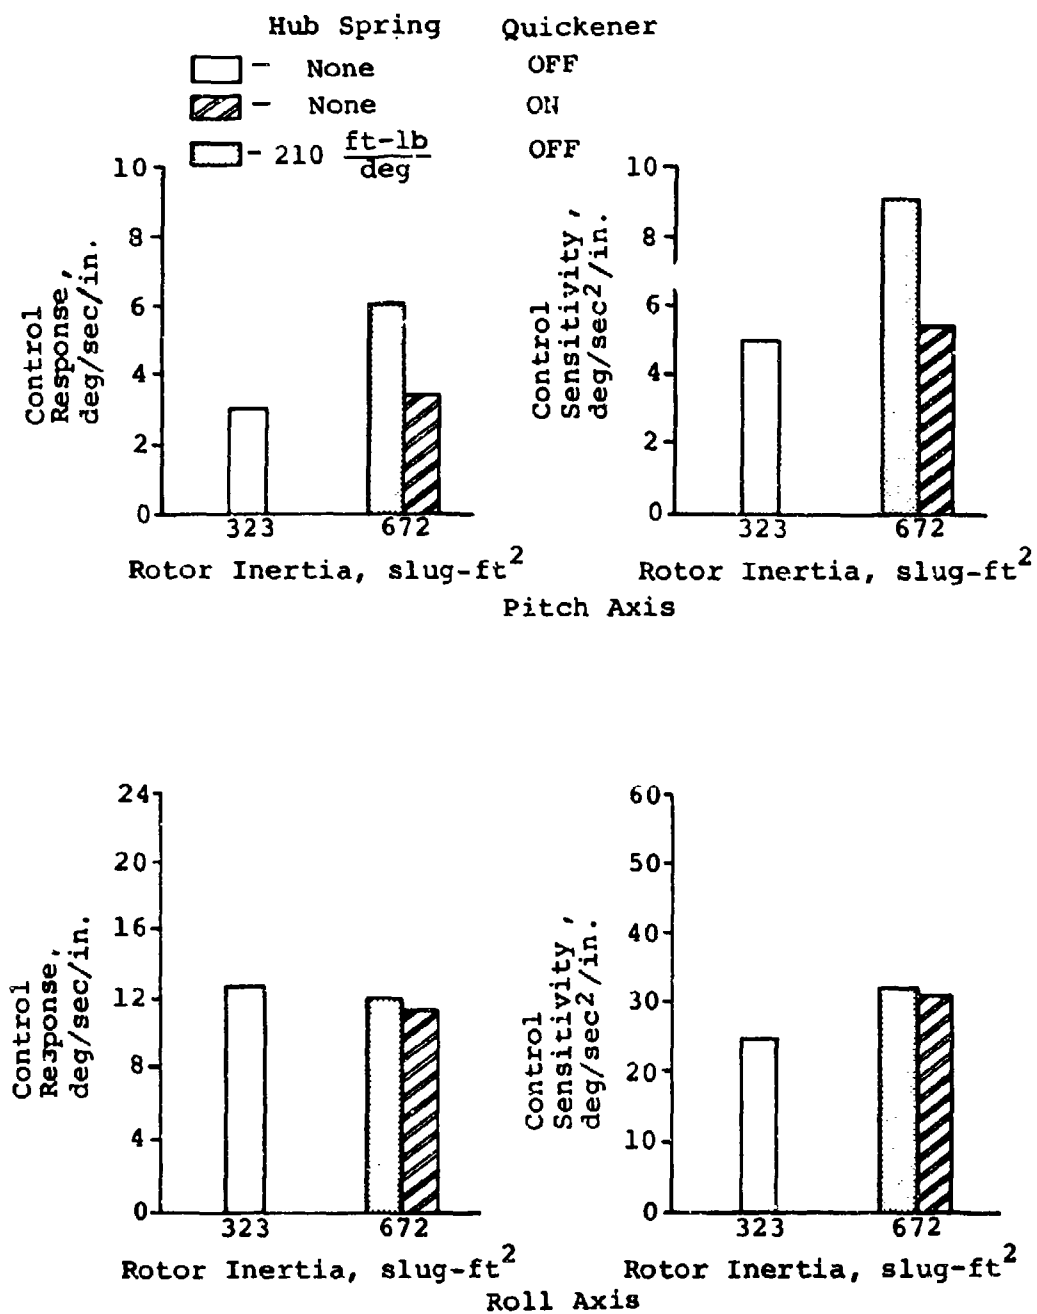 Hub Spring Quickener
- None OFF
- None ON
- 210 ft-lb/deg OFF
10
8
6
4
2
0
Control
Response,
deg/sec/in.
323 672
Rotor Inertia, slug-ft²
10
8
6
4
2
0
Control
Sensitivity,
deg/sec²/in.
323 672
Rotor Inertia, slug-ft²
Pitch Axis
24
20
16
12
8
4
0
Control
Response,
deg/sec/in.
323 672
Rotor Inertia, slug-ft²
60
50
40
30
20
10
0
Control
Sensitivity,
deg/sec²/in.
323 672
Rotor Inertia, slug-ft²
Roll Axis